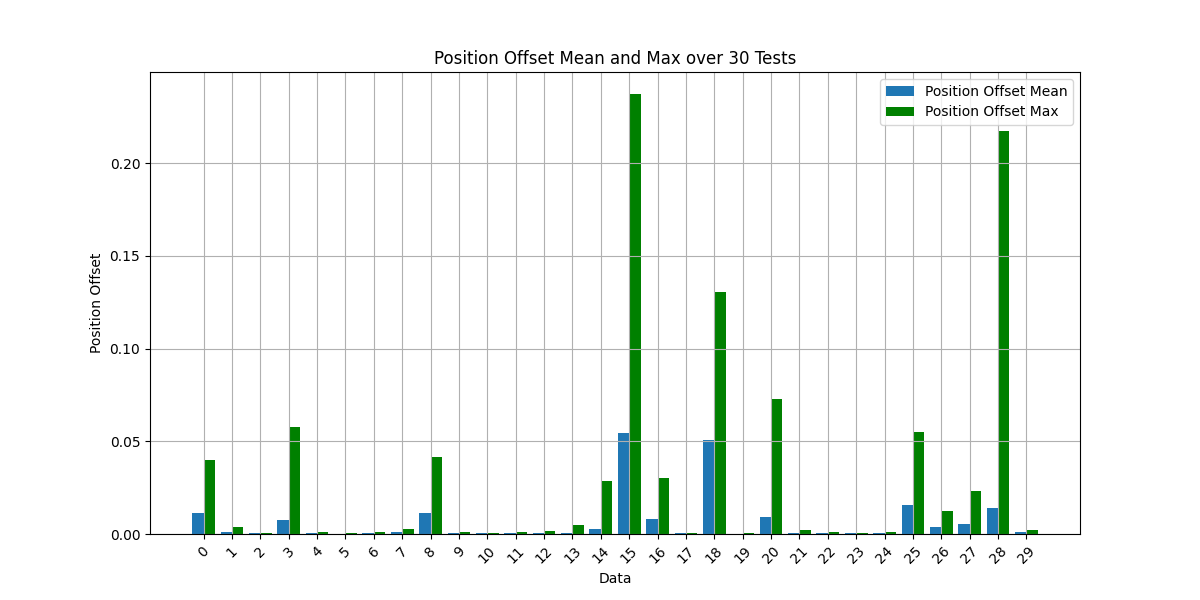 Position Offset Mean and Max over 30 Tests
Position Offset Mean
Position Offset Max
Position Offset
0.20
0.15
0.10
0.05
0.00
0 1 2 3 4 5 6 7 8 9 10 11 12 13 14 15 16 17 18 19 20 21 22 23 24 25 26 27 28 29
Data